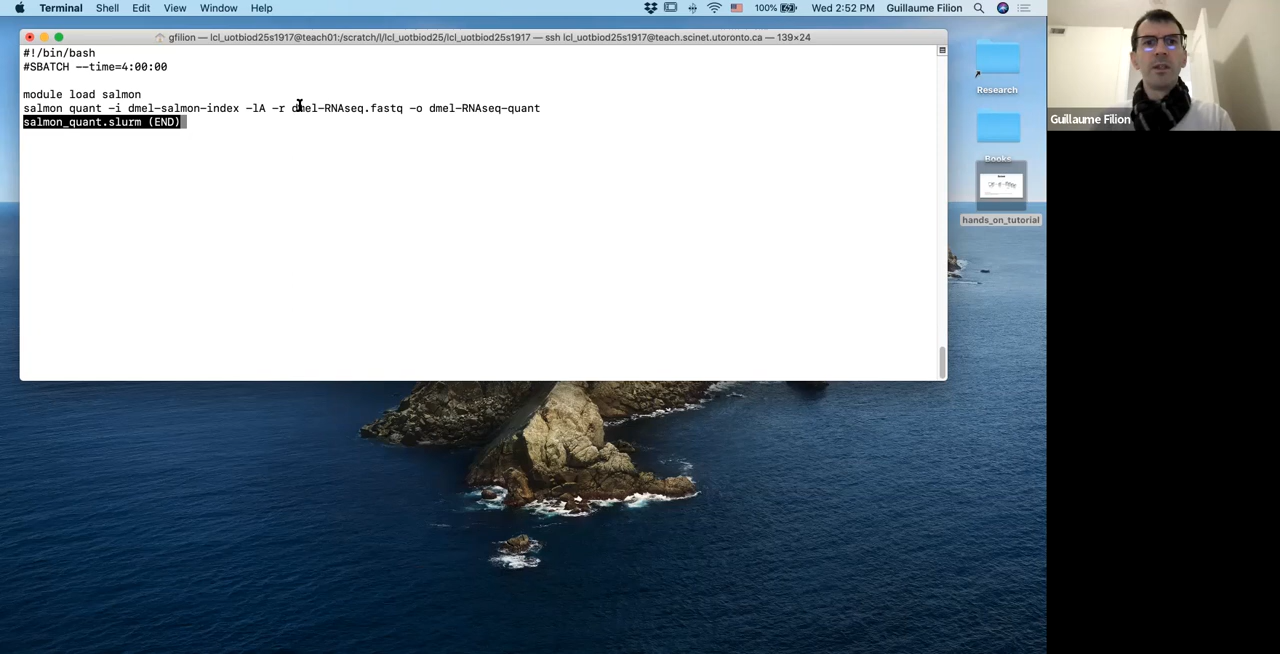 Terminal Shell Edit View Window Help 100% Wed 2:52 PM Guillaume Filion
gfilion — lcl_uotbiod25s1917@teach01:/scratch/l/lcl_uotbiod25/lcl_uotbiod25s1917 — ssh lcl_uotbiod25s1917@teach.scinet.utoronto.ca — 139×24
#!/bin/bash
#SBATCH --time=4:00:00
module load salmon
salmon quant -i dmel-salmon-index -lA -r dmel-RNAseq.fastq -o dmel-RNAseq-quant
salmon_quant.slurm (END)
Research
Books
hands_on_tutorial
Guillaume Filion